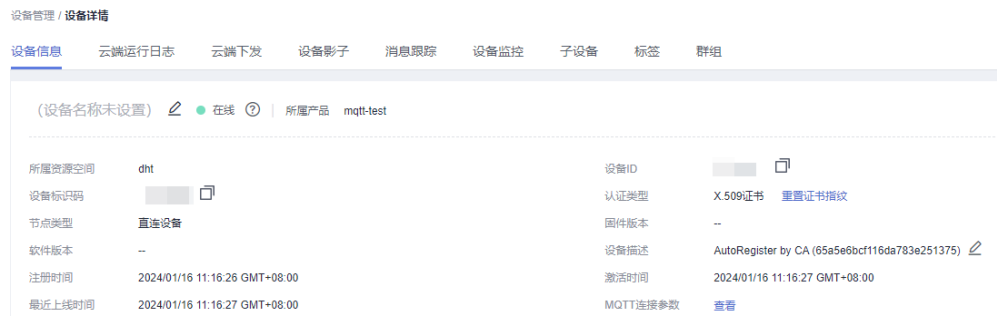 设备管理 / 设备详情
设备信息 云端运行日志 云端下发 设备影子 消息跟踪 设备监控 子设备 标签 群组
(设备名称未设置) 在线 ? 所属产品 mqtt-test
所属资源空间 dht 设备ID
设备标识码 认证类型 X.509证书 重置证书指纹
节点类型 直连设备 固件版本 --
软件版本 -- 设备描述 AutoRegister by CA (65a5e6bcf116da783e251375)
注册时间 2024/01/16 11:16:26 GMT+08:00 激活时间 2024/01/16 11:16:27 GMT+08:00
最近上线时间 2024/01/16 11:16:27 GMT+08:00 MQTT连接参数 查看